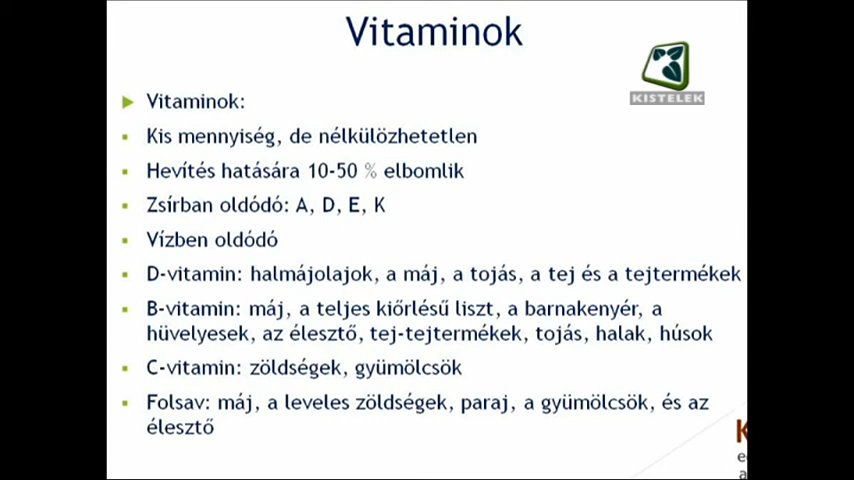 Vitaminok
KISTELEK
Vitaminok:
Kis mennyiség, de nélkülözhetetlen
Hevítés hatására 10-50 % elbomlik
Zsírban oldódó: A, D, E, K
Vízben oldódó
D-vitamin: halmájolajok, a máj, a tojás, a tej és a tejtermékek
B-vitamin: máj, a teljes kiőrlésű liszt, a barnakenyér, a
hüvelyesek, az élesztő, tej-tejtermékek, tojás, halak, húsok
C-vitamin: zöldségek, gyümölcsök
Folsav: máj, a leveles zöldségek, paraj, a gyümölcsök, és az
élesztő